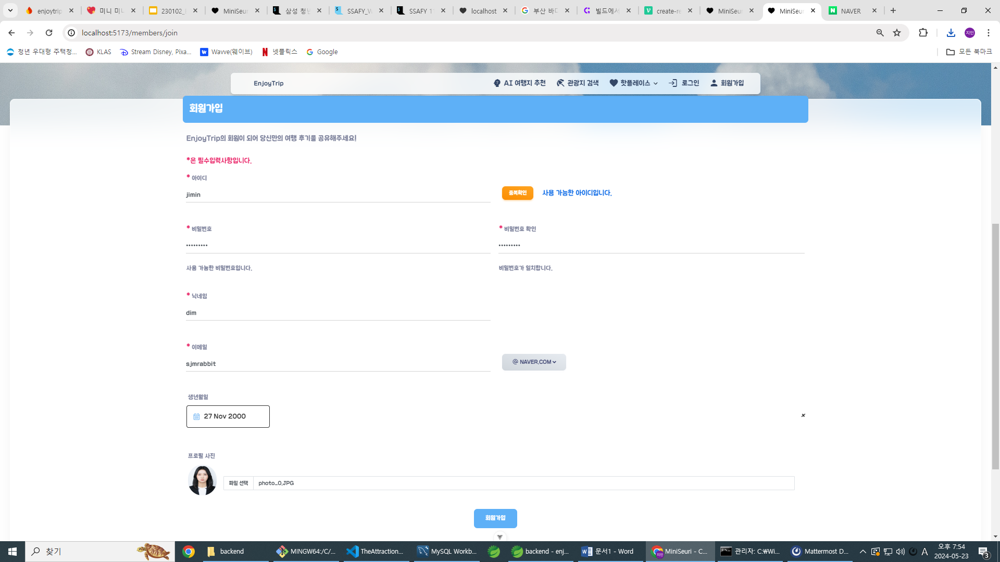 enjoytrip
미니 미니
230102_
MiniSeur
삼성 청년
SSAFY_W
SSAFY 1
localhost
부산 바다
빌드에서
create-re
MiniSeur
MiniSeur
NAVER
localhost:5173/members/join
지민
청년 우대형 주택청...
KLAS
Stream Disney, Pixa...
Wavve(웨이브)
넷플릭스
Google
모든 북마크
EnjoyTrip
AI 여행지 추천
관광지 검색
핫플레이스
로그인
회원가입
회원가입
EnjoyTrip의 회원이 되어 당신만의 여행 후기를 공유해주세요!
*은 필수입력사항입니다.
* 아이디
jimin
중복확인
사용 가능한 아이디입니다.
* 비밀번호
* 비밀번호 확인
•••••••••
•••••••••
사용 가능한 비밀번호입니다.
비밀번호가 일치합니다.
* 닉네임
dim
* 이메일
sjmrabbit
@ NAVER.COM
생년월일
27 Nov 2000
×
프로필 사진
파일 선택
photo_0.JPG
회원가입
찾기
backend
MINGW64:/C/...
TheAttraction...
MySQL Workb...
backend - enj...
문서1 - Word
MiniSeuri - C...
관리자: C:₩Wi...
Mattermost D...
A
오후 7:54
2024-05-23
3